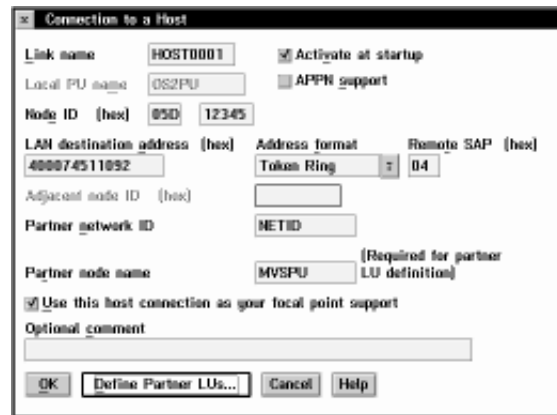 Connection to a Host
Link name HOST0001 Activate at startup
Local PU name OS2PU APPN support
Node ID (hex) 05D 12345
LAN destination address (hex) Address format Remote SAP (hex)
400074511092 Token Ring 04
Adjacent node ID (hex)
Partner network ID NETID
(Required for partner
Partner node name MVSPU LU definition)
Use this host connection as your focal point support
Optional comment
OK Define Partner LUs... Cancel Help